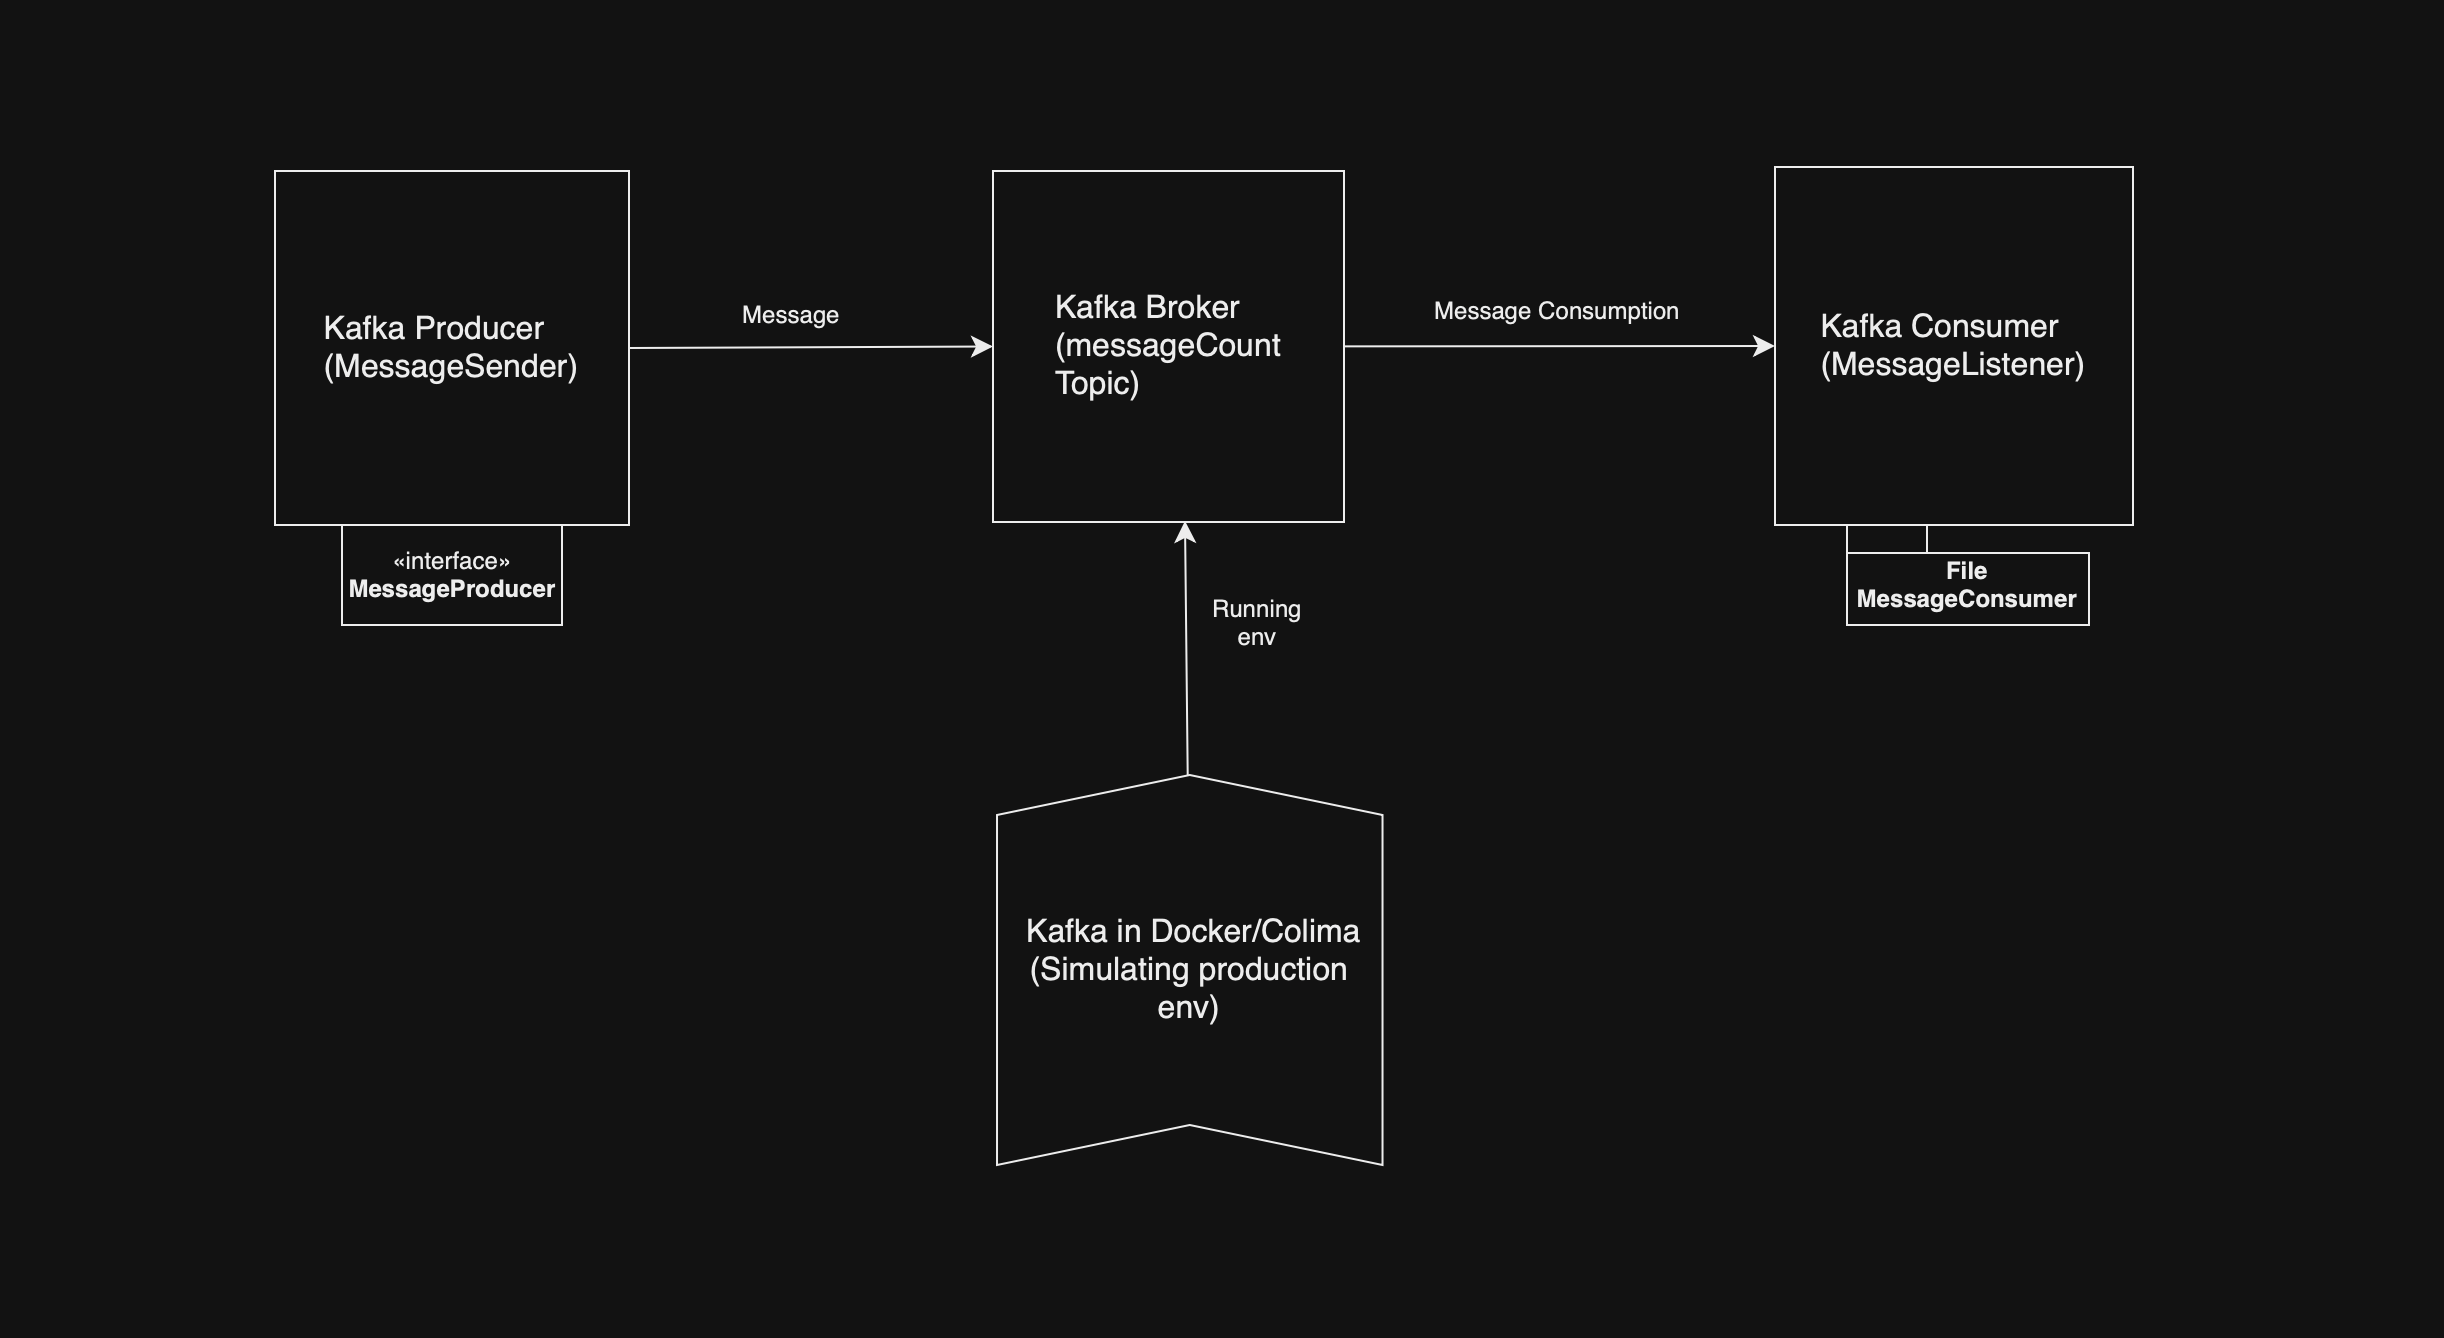 Kafka Producer
(MessageSender)
«interface»
MessageProducer
Message
Kafka Broker
(messageCount
Topic)
Message Consumption
Kafka Consumer
(MessageListener)
File
MessageConsumer
Running
env
Kafka in Docker/Colima
(Simulating production
env)